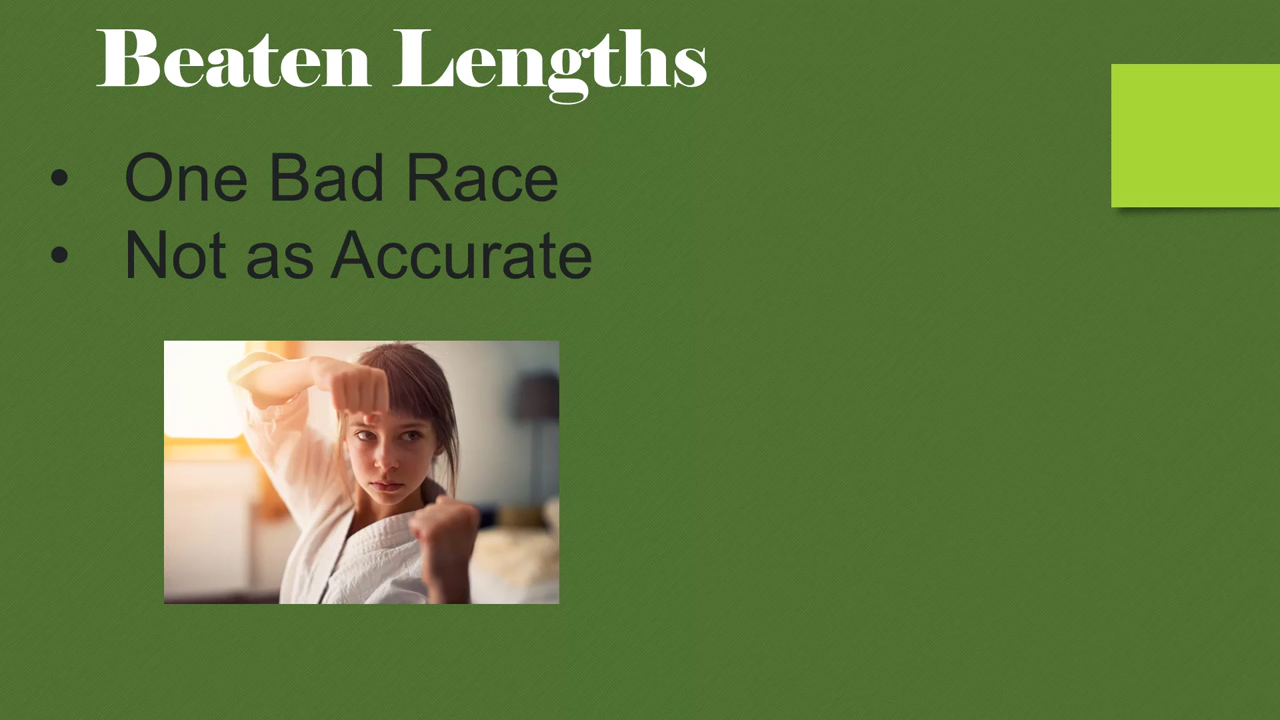 Beaten Lengths
• One Bad Race
• Not as Accurate